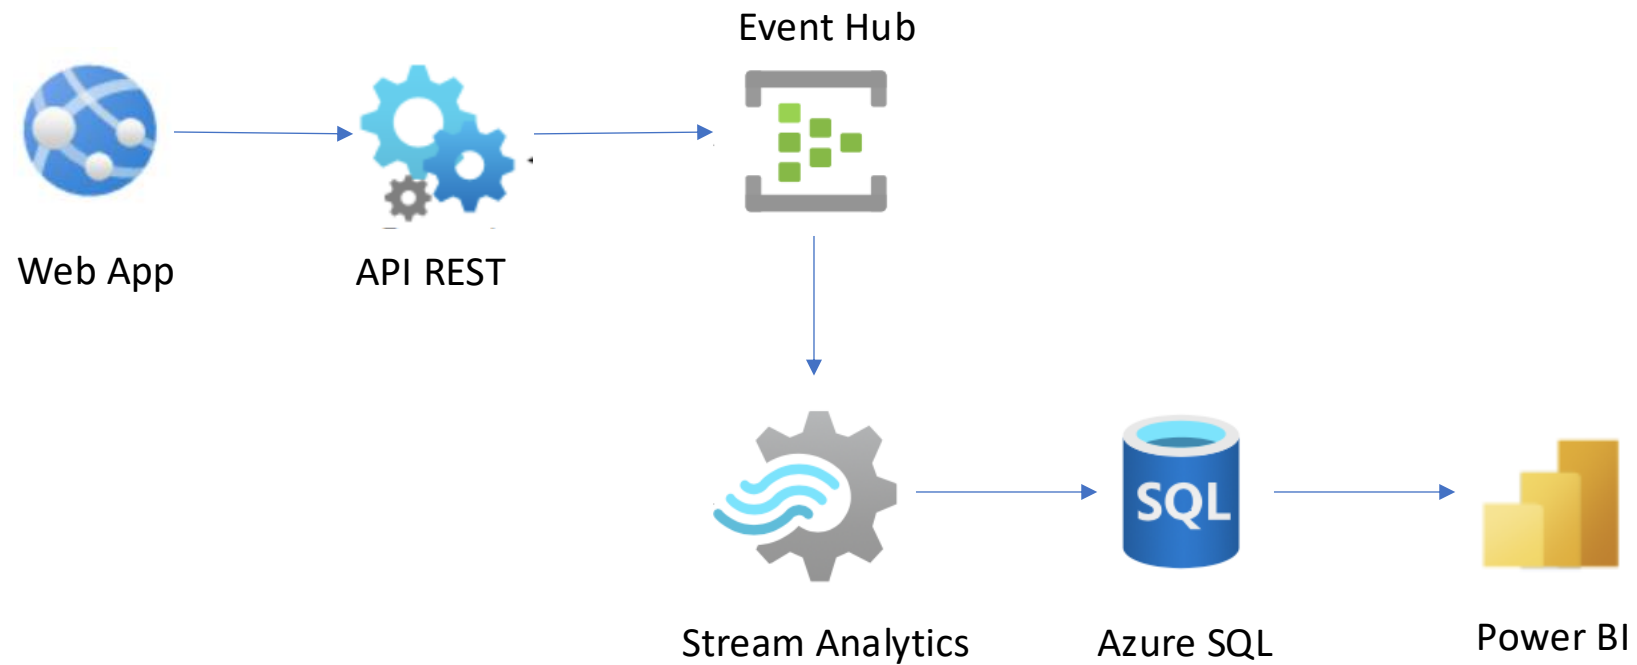 Event Hub
Web App
API REST
SQL
Stream Analytics
Azure SQL
Power BI